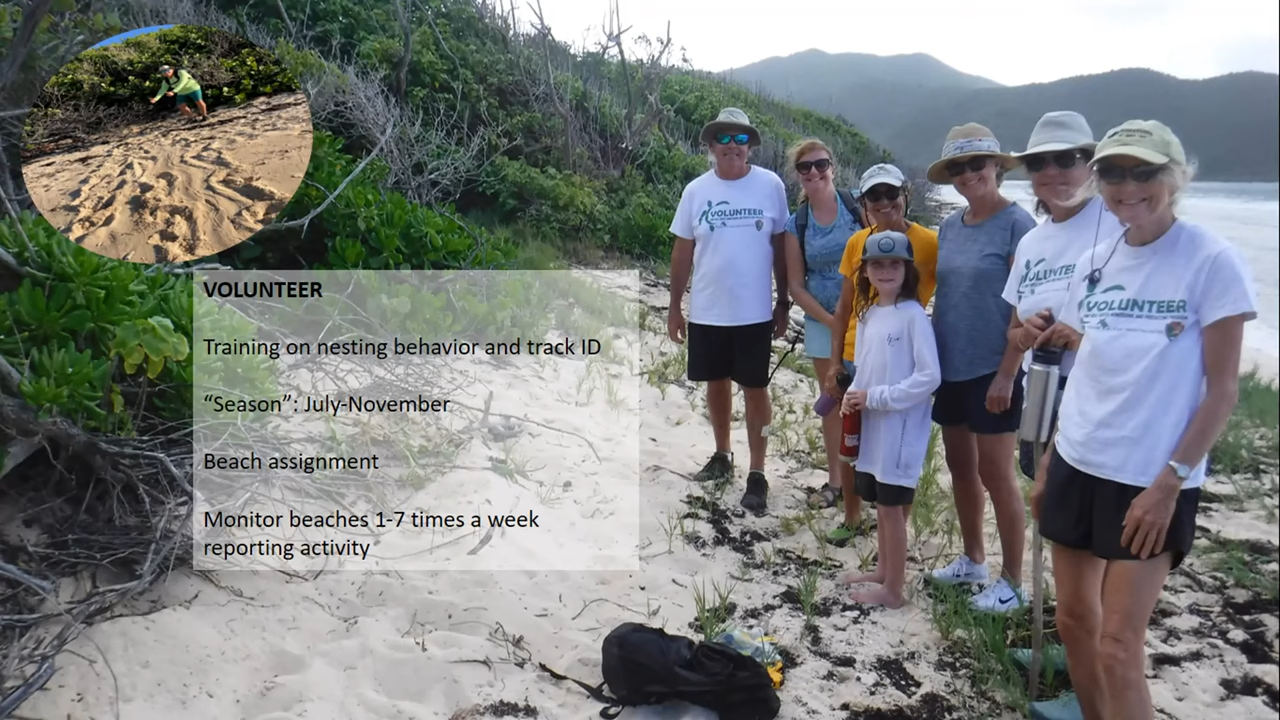 VOLUNTEER
Training on nesting behavior and track ID
“Season”: July-November
Beach assignment
Monitor beaches 1-7 times a week
reporting activity
VOLUNTEER
VOLUNTEER
VOLUNTEER